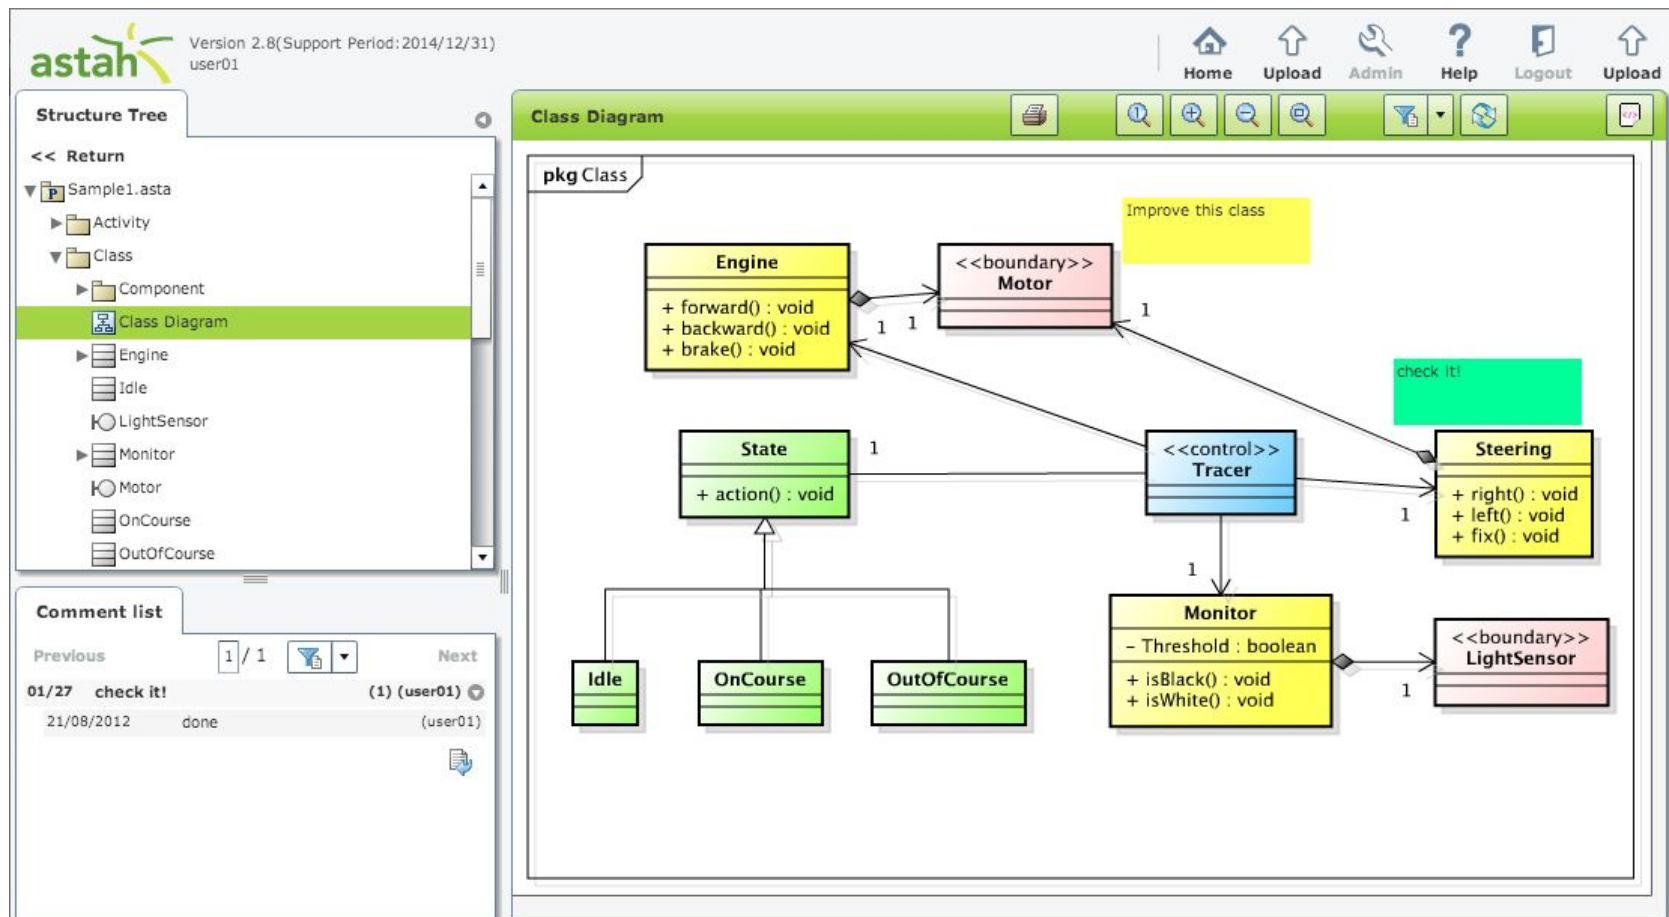 astah
Version 2.8(Support Period:2014/12/31)
user01
Home
Upload
Admin
Help
Logout
Upload
Structure Tree
<< Return
Sample1.asta
Activity
Class
Component
Class Diagram
Engine
Idle
LightSensor
Monitor
Motor
OnCourse
OutOfCourse
Comment list
Previous
1 / 1
Next
01/27 check it! (1) (user01)
21/08/2012 done (user01)
Class Diagram
pkg Class
Improve this class
Engine
+ forward() : void
+ backward() : void
+ brake() : void
1
1
<<boundary>>
Motor
1
check it!
State
+ action() : void
1
<<control>>
Tracer
Steering
+ right() : void
+ left() : void
+ fix() : void
1
1
Idle
OnCourse
OutOfCourse
Monitor
- Threshold : boolean
+ isBlack() : void
+ isWhite() : void
<<boundary>>
LightSensor
1